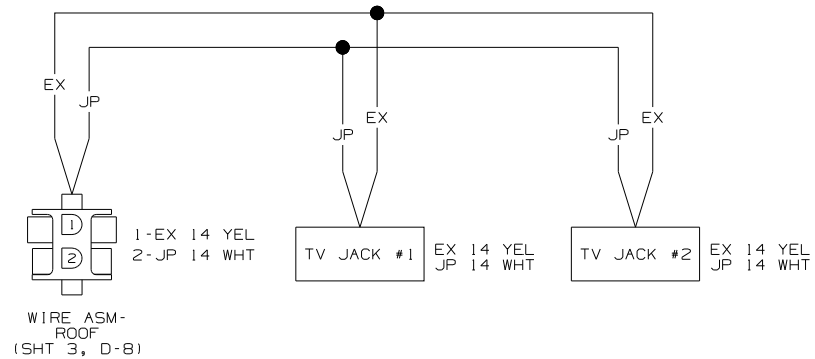 EX
JP
EX
JP
EX
JP
1
2
1-EX 14 YEL
2-JP 14 WHT
TV JACK #1
EX 14 YEL
JP 14 WHT
TV JACK #2
EX 14 YEL
JP 14 WHT
WIRE ASM-
ROOF
(SHT 3, D-8)